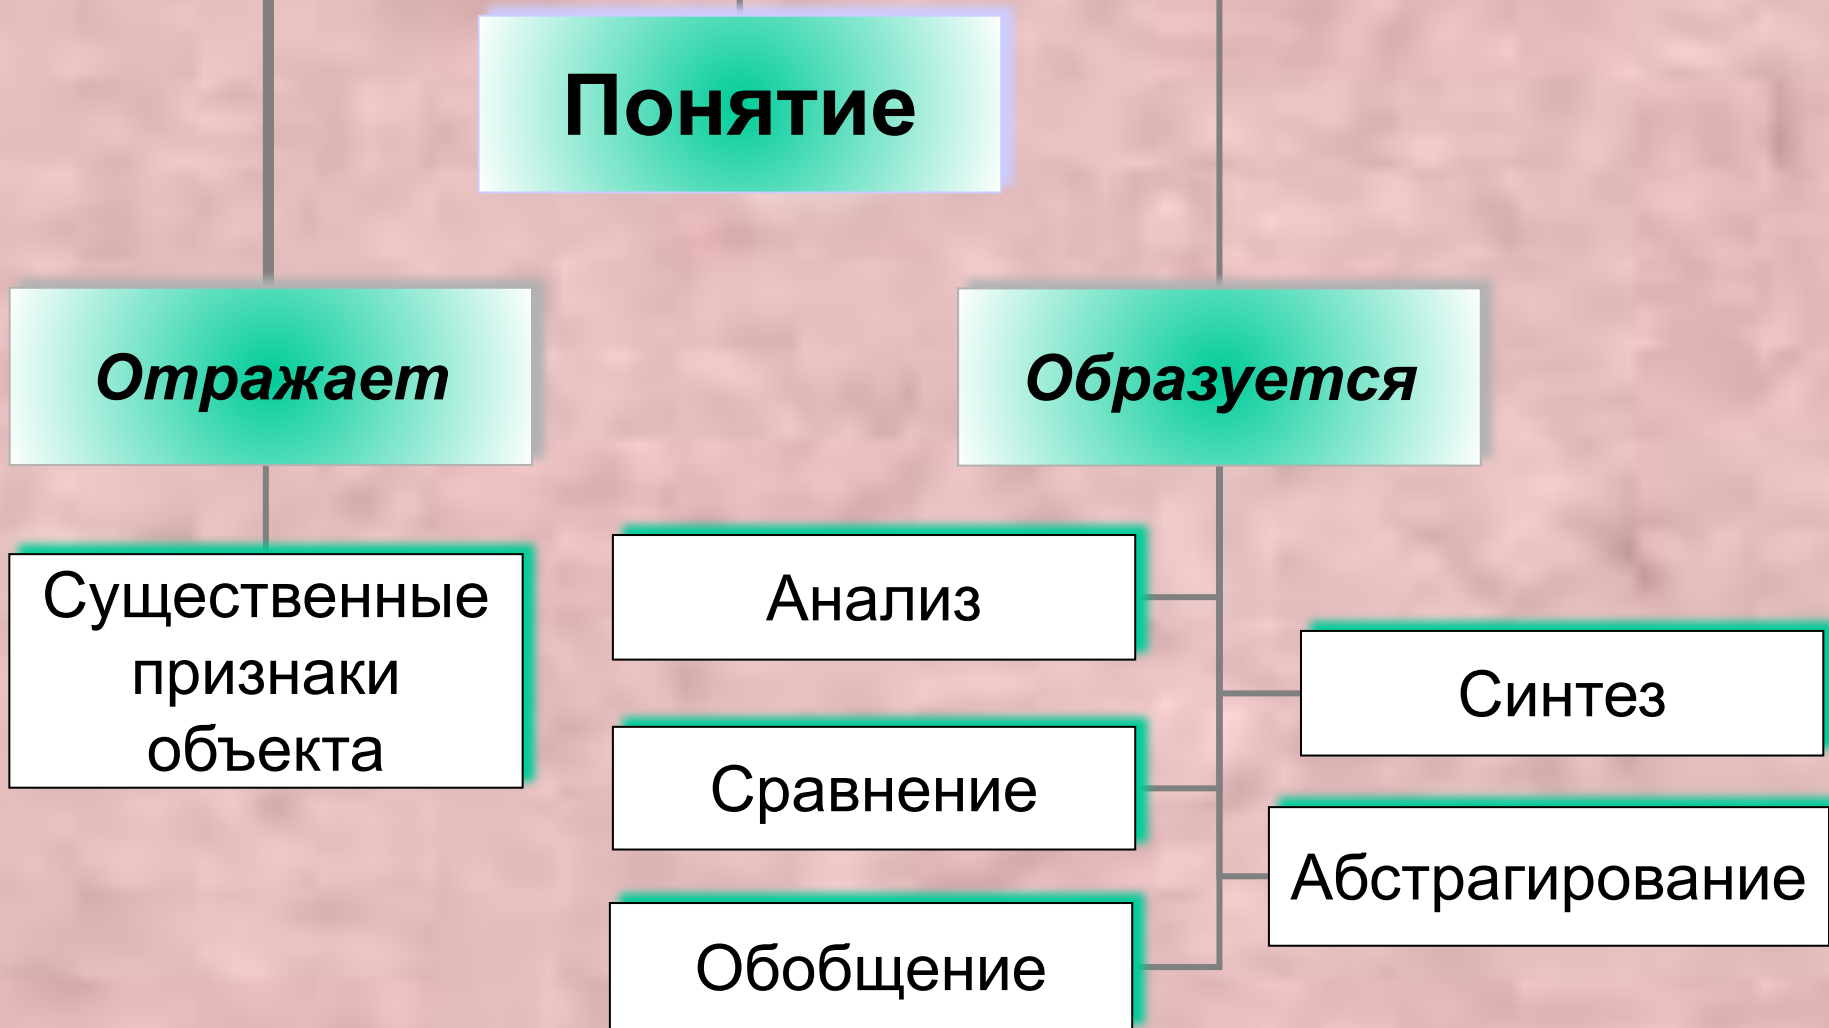 Понятие
Отражает
Образуется
Существенные
признаки
объекта
Анализ
Синтез
Сравнение
Абстрагирование
Обобщение